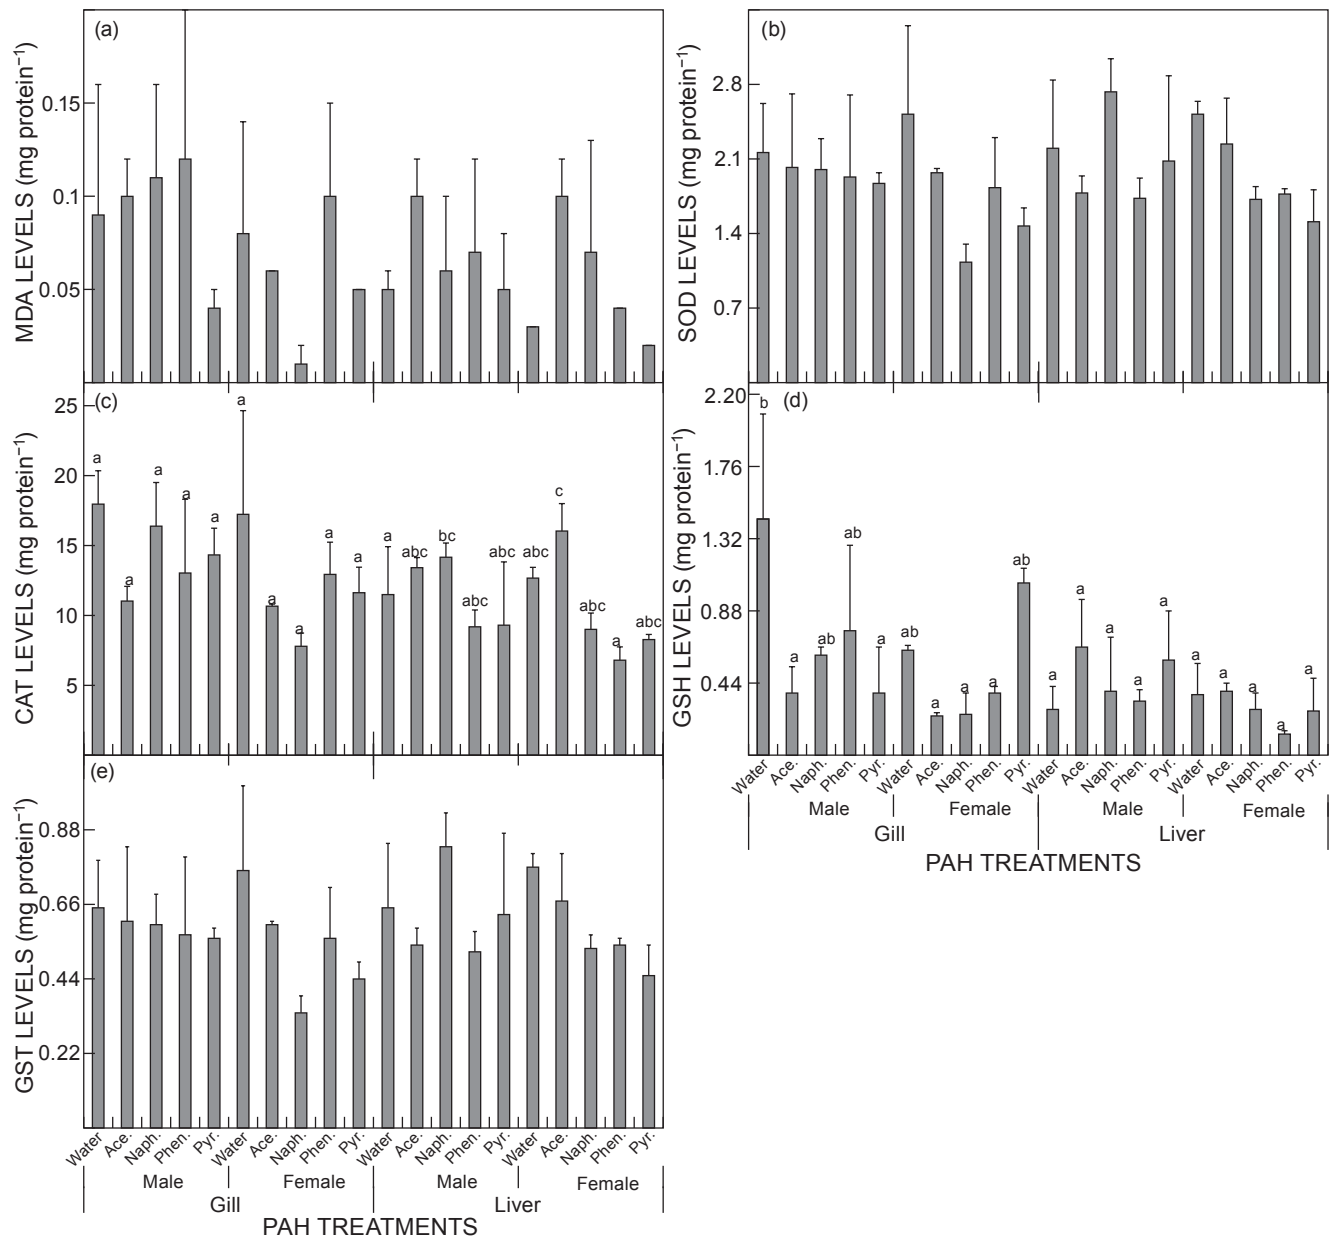 (a)
MDA LEVELS (mg protein⁻¹)
0.15
0.1
0.05
(b)
SOD LEVELS (mg protein⁻¹)
2.8
2.1
1.4
0.7
(c)
CAT LEVELS (mg protein⁻¹)
25
20
15
10
5
a a a a a a a a a a a abc bc abc abc abc c abc a abc
(d)
GSH LEVELS (mg protein⁻¹)
2.20
1.76
1.32
0.88
0.44
b a ab ab a ab a a a ab a a a a a a a a a a
Water Ace. Naph. Phen. Pyr. Water Ace. Naph. Phen. Pyr. Water Ace. Naph. Phen. Pyr. Water Ace. Naph. Phen. Pyr.
Male Female Male Female
Gill Liver
PAH TREATMENTS
(e)
GST LEVELS (mg protein⁻¹)
0.88
0.66
0.44
0.22
Water Ace. Naph. Phen. Pyr. Water Ace. Naph. Phen. Pyr. Water Ace. Naph. Phen. Pyr. Water Ace. Naph. Phen. Pyr.
Male Female Male Female
Gill Liver
PAH TREATMENTS